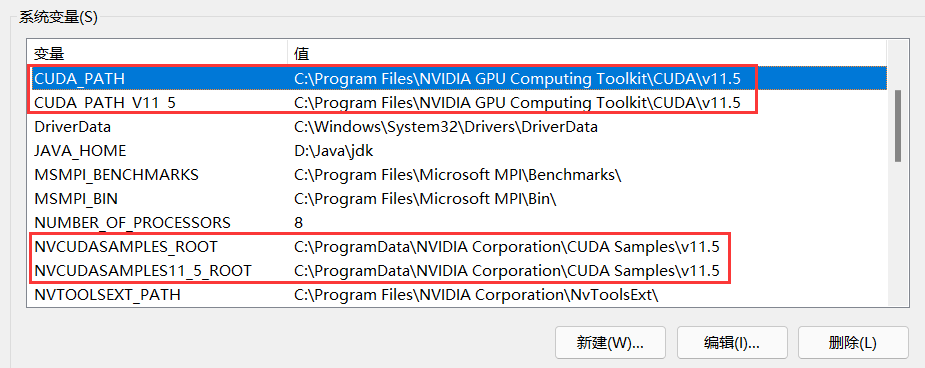 系统变量(S)
变量 值
CUDA_PATH C:\Program Files\NVIDIA GPU Computing Toolkit\CUDA\v11.5
CUDA_PATH_V11_5 C:\Program Files\NVIDIA GPU Computing Toolkit\CUDA\v11.5
DriverData C:\Windows\System32\Drivers\DriverData
JAVA_HOME D:\Java\jdk
MSMPI_BENCHMARKS C:\Program Files\Microsoft MPI\Benchmarks\
MSMPI_BIN C:\Program Files\Microsoft MPI\Bin\
NUMBER_OF_PROCESSORS 8
NVCUDASAMPLES_ROOT C:\ProgramData\NVIDIA Corporation\CUDA Samples\v11.5
NVCUDASAMPLES11_5_ROOT C:\ProgramData\NVIDIA Corporation\CUDA Samples\v11.5
NVTOOLSEXT_PATH C:\Program Files\NVIDIA Corporation\NvToolsExt\
新建(W)... 编辑(I)... 删除(L)